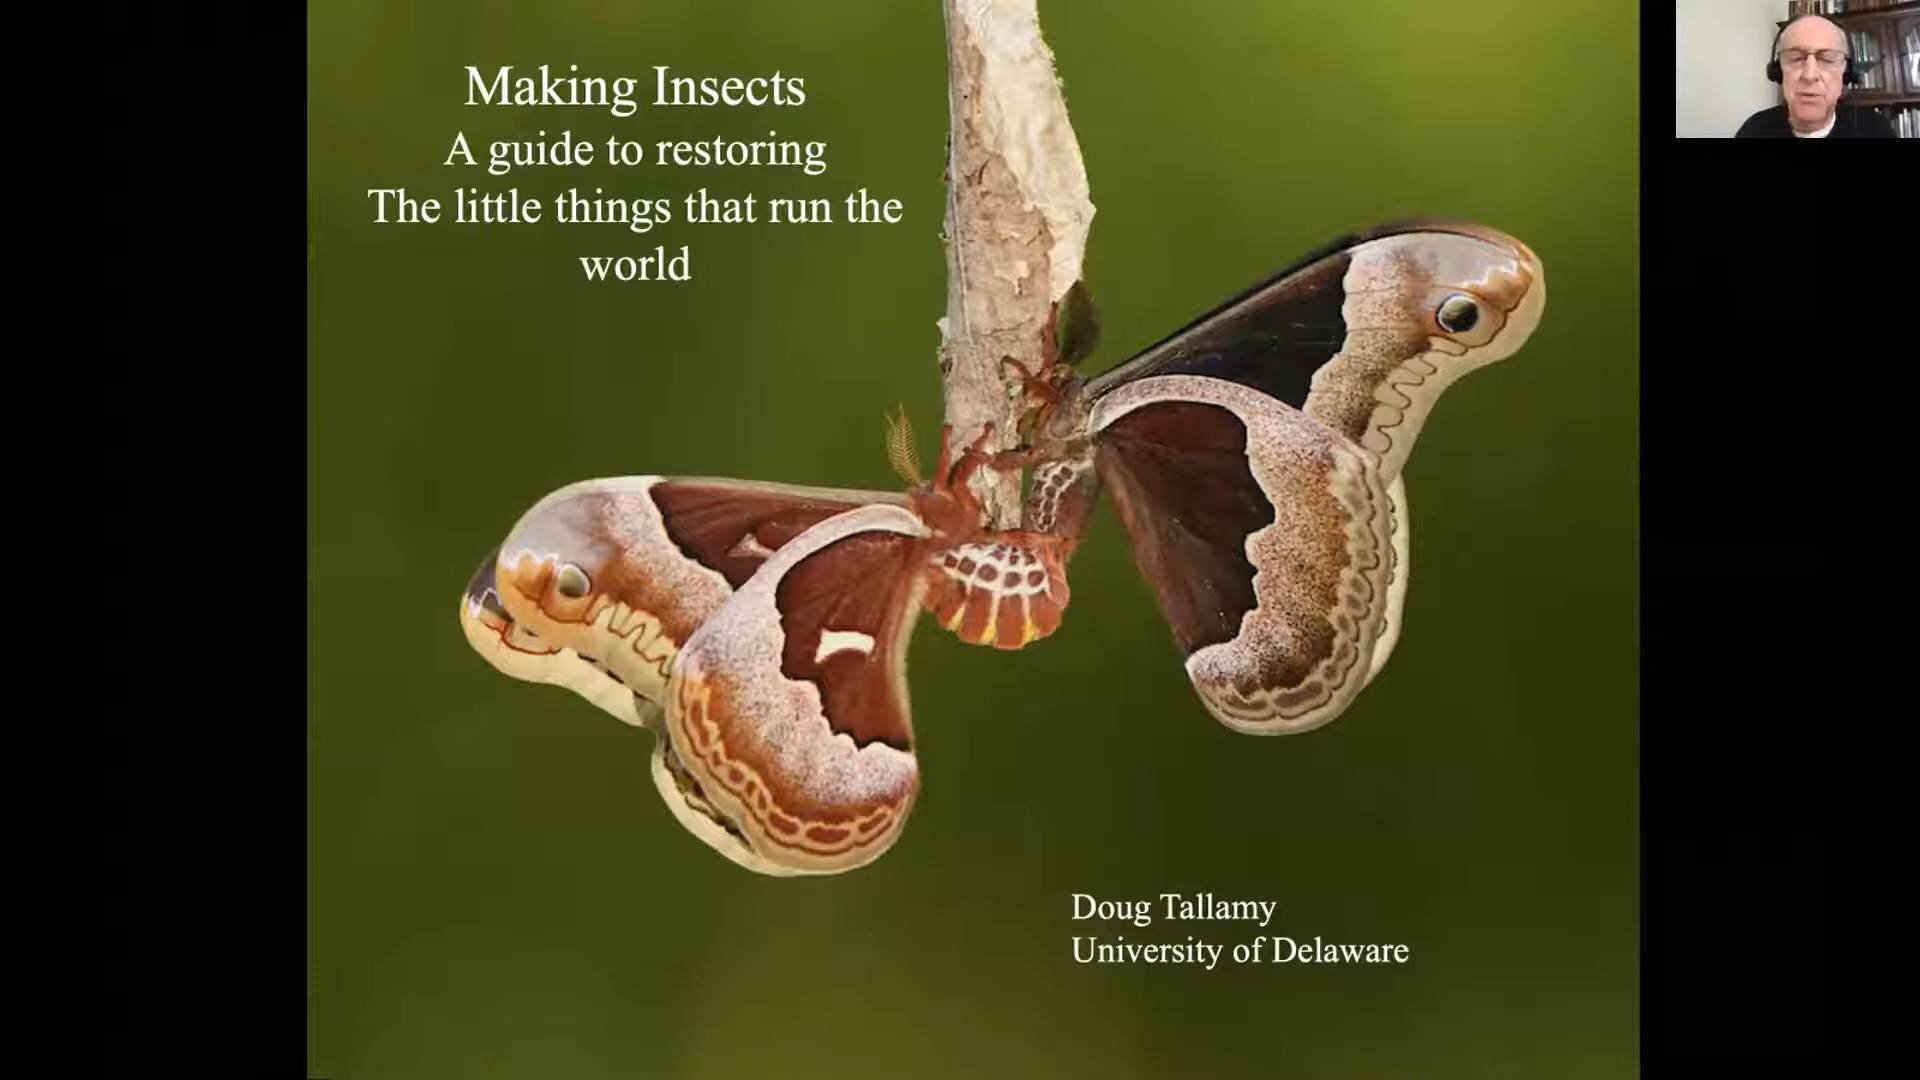 Making Insects
A guide to restoring
The little things that run the
world
Doug Tallamy
University of Delaware